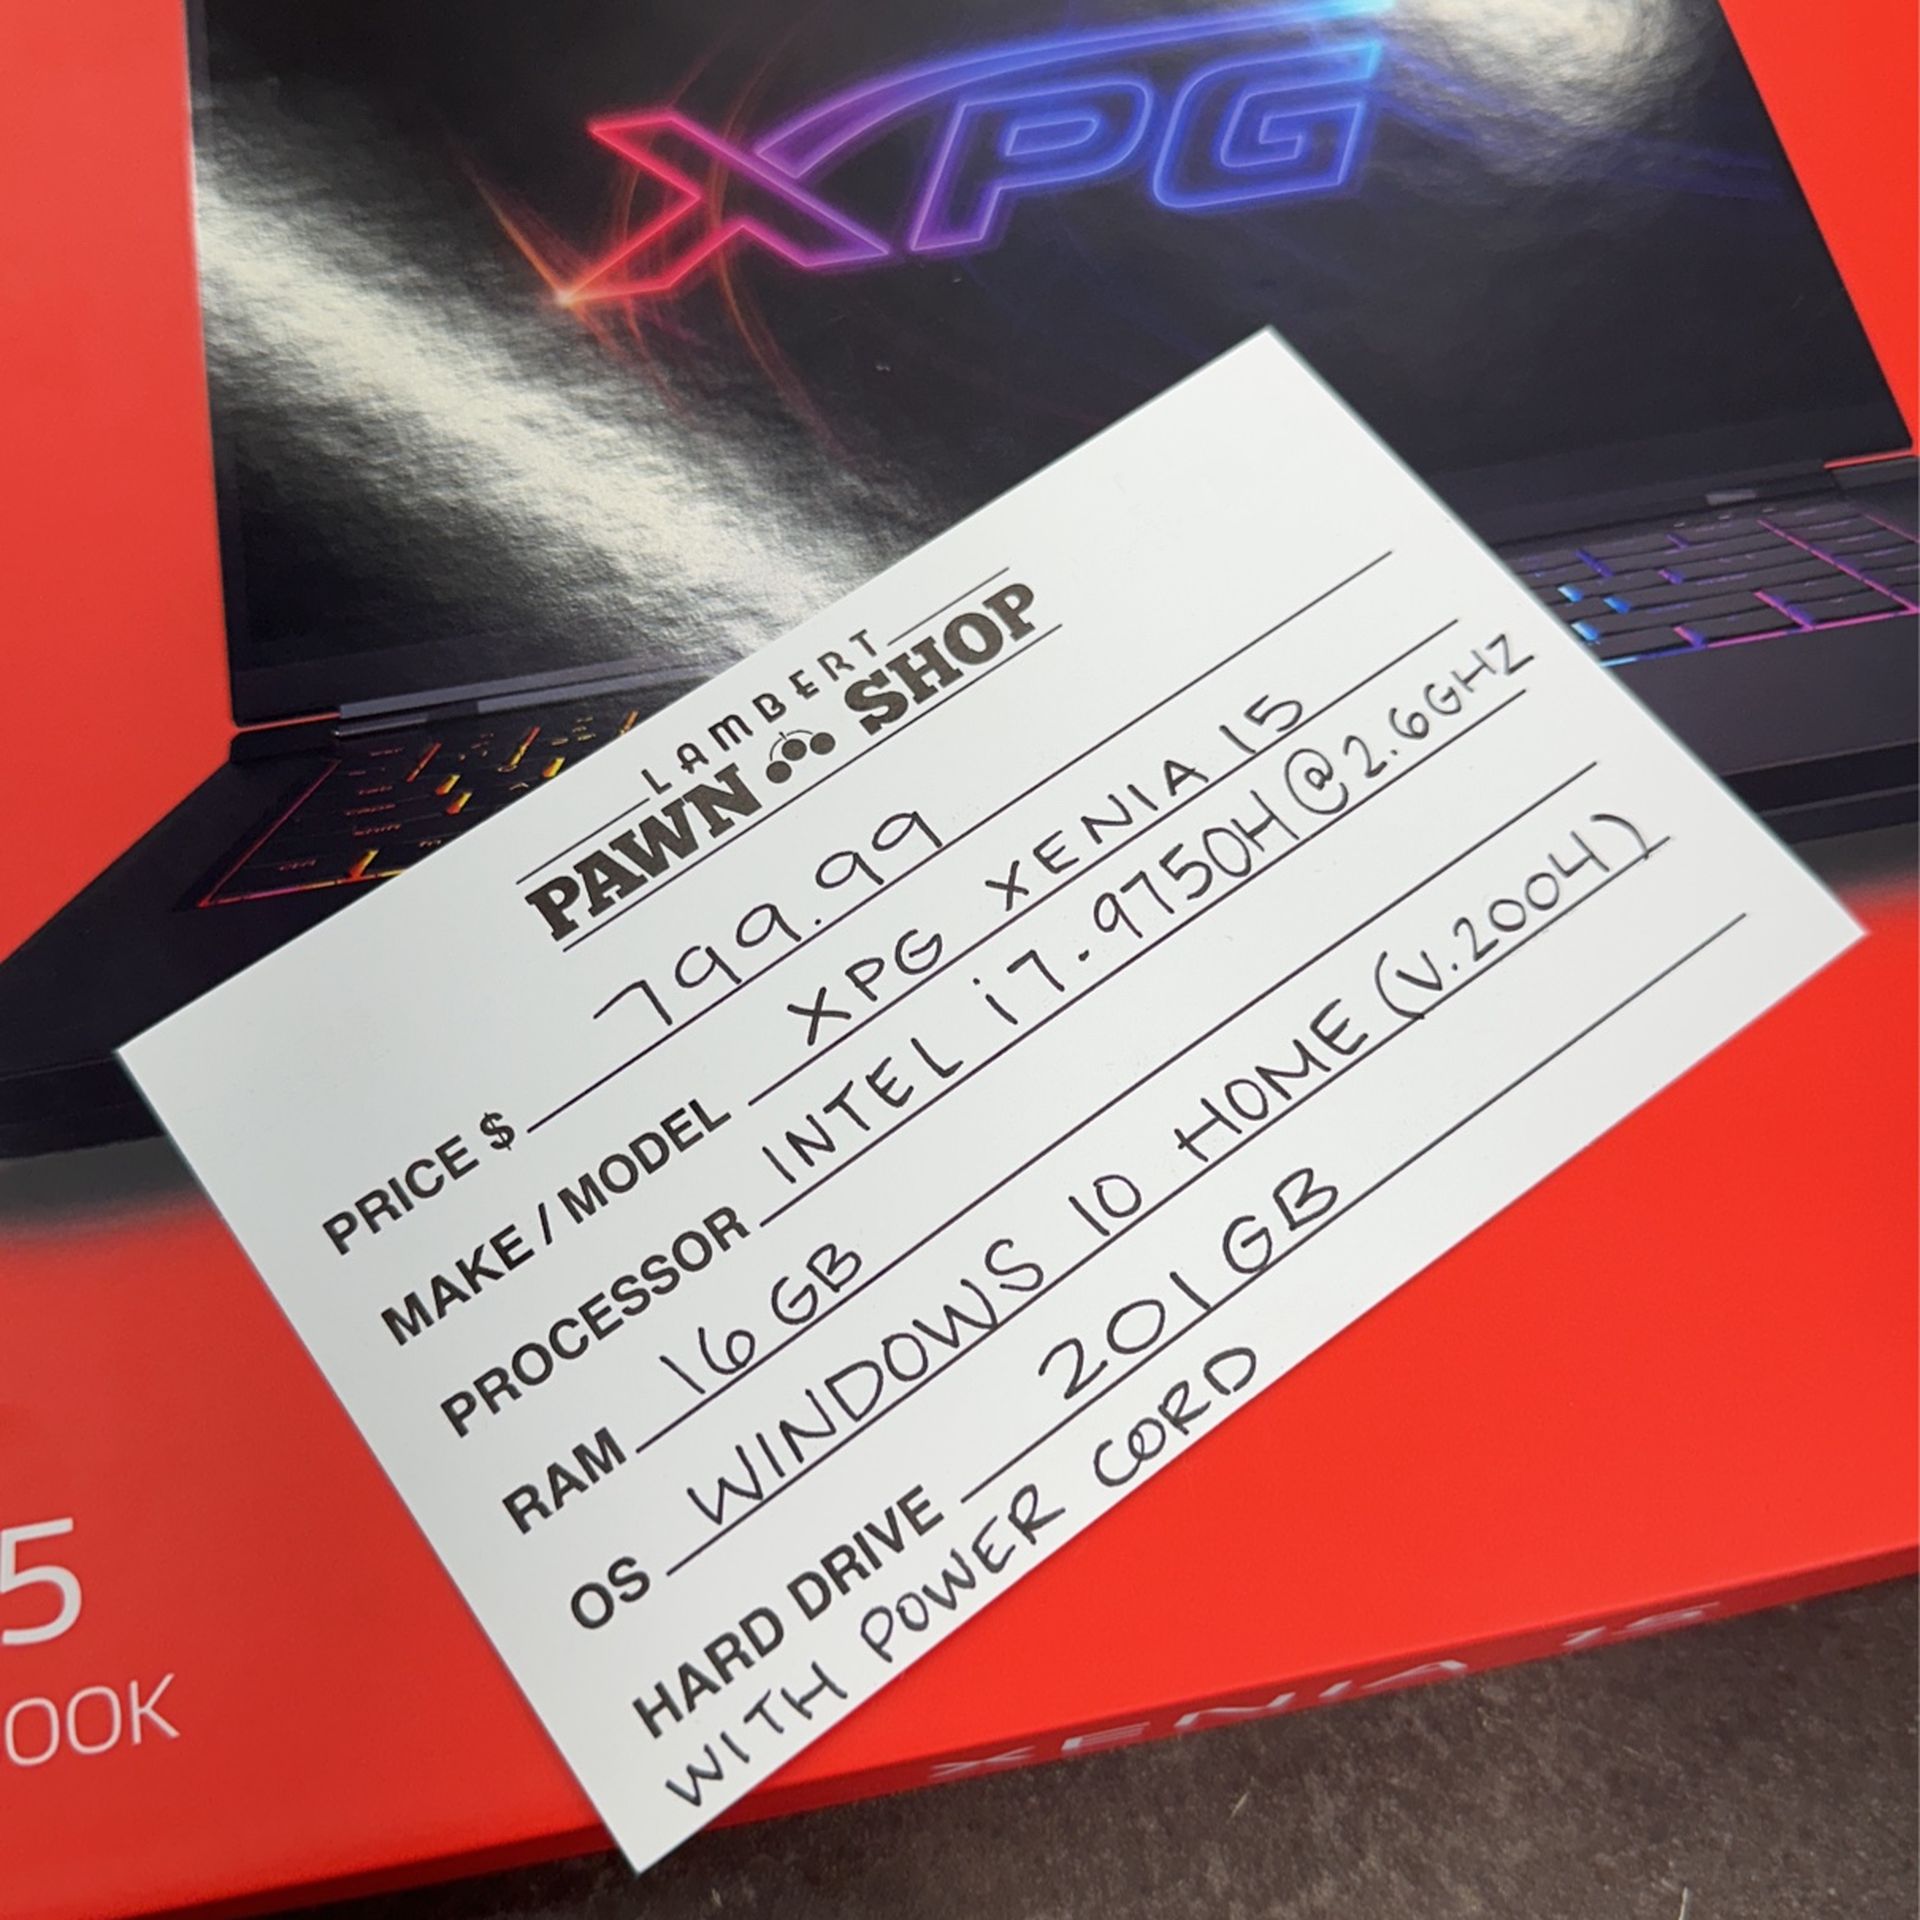 XPG
LAMBERT
PAWN SHOP
PRICE $ 799.99
MAKE / MODEL XPG XENIA 15
PROCESSOR INTEL i7-9750H @ 2.6GHZ
RAM 16 GB
OS WINDOWS 10 HOME (V.2004)
HARD DRIVE 201 GB
WITH POWER CORD
5
OOK
XENIA 15